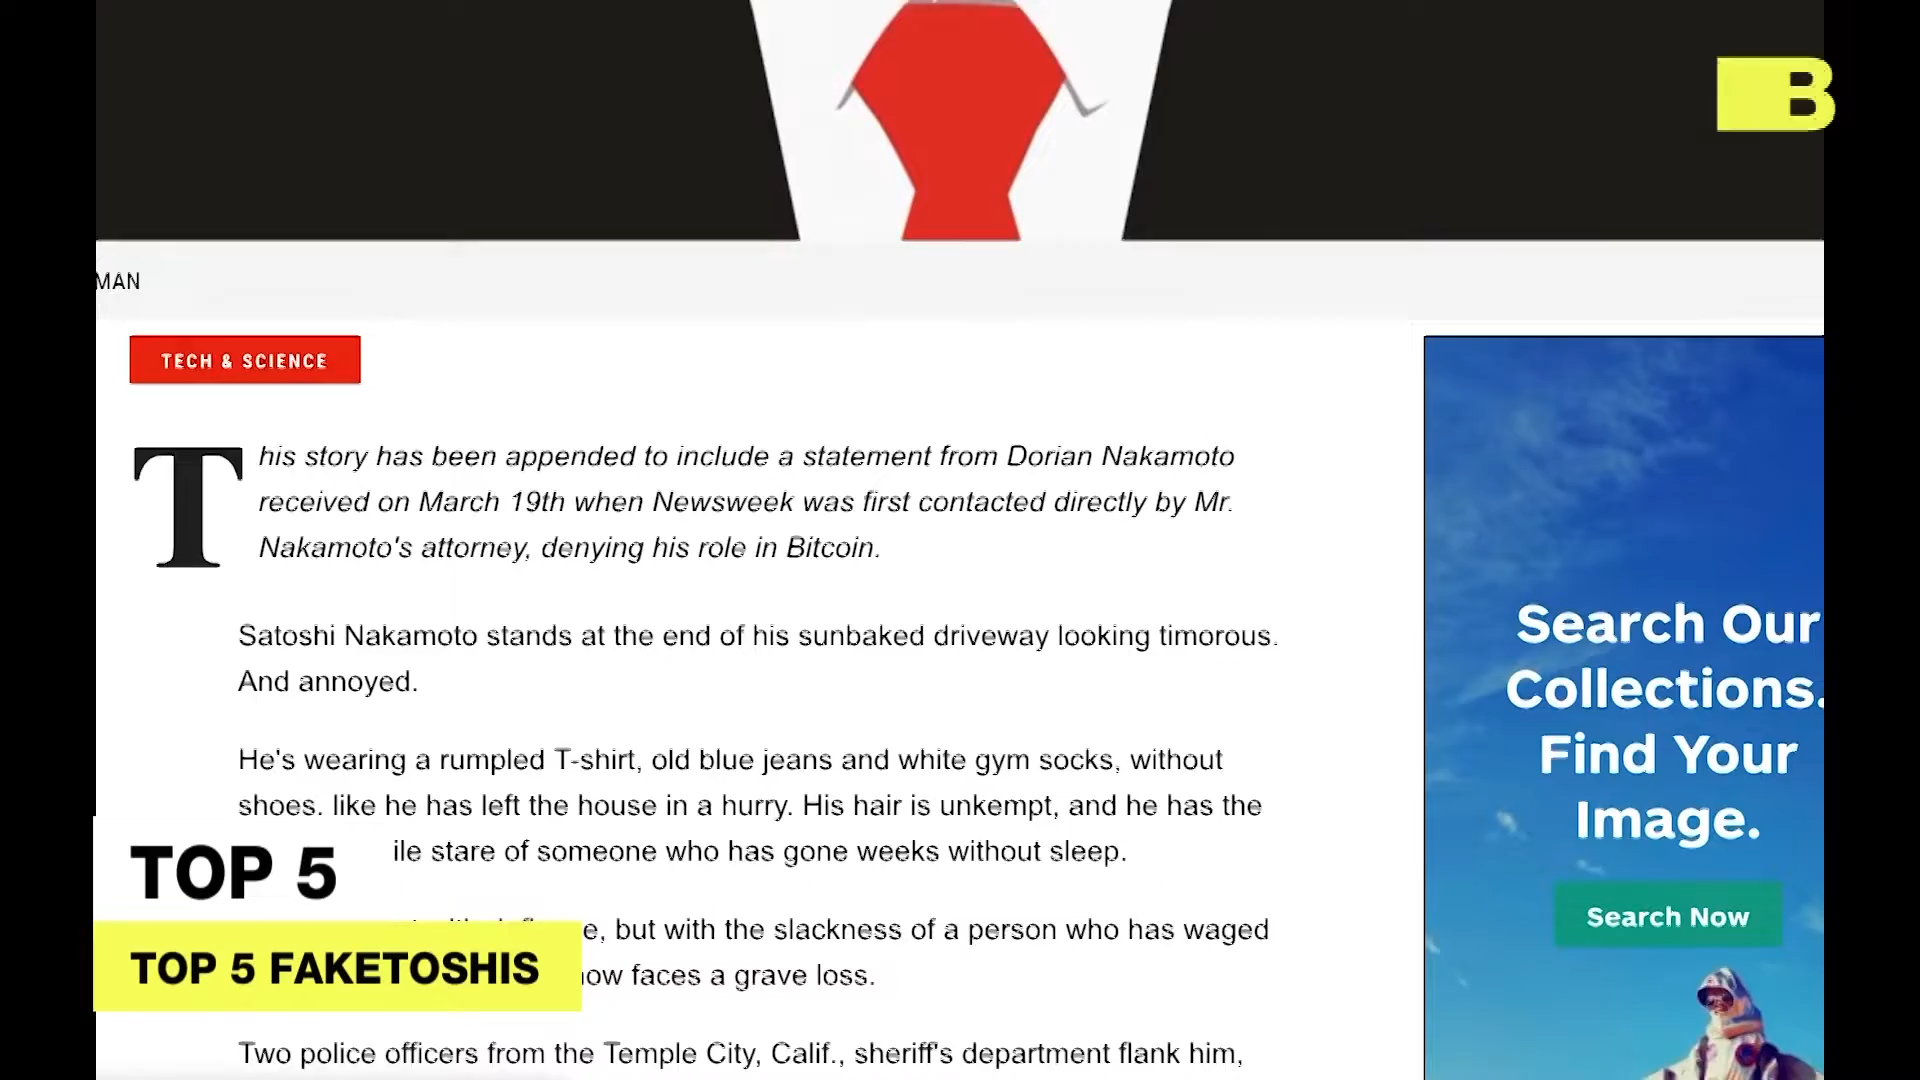 B
MAN
TECH & SCIENCE
This story has been appended to include a statement from Dorian Nakamoto
received on March 19th when Newsweek was first contacted directly by Mr.
Nakamoto's attorney, denying his role in Bitcoin.
Satoshi Nakamoto stands at the end of his sunbaked driveway looking timorous.
And annoyed.
He's wearing a rumpled T-shirt, old blue jeans and white gym socks, without
shoes. like he has left the house in a hurry. His hair is unkempt, and he has the
ile stare of someone who has gone weeks without sleep.
e, but with the slackness of a person who has waged
now faces a grave loss.
Two police officers from the Temple City, Calif., sheriff's department flank him,
TOP 5
TOP 5 FAKETOSHIS
Search Our
Collections.
Find Your
Image.
Search Now